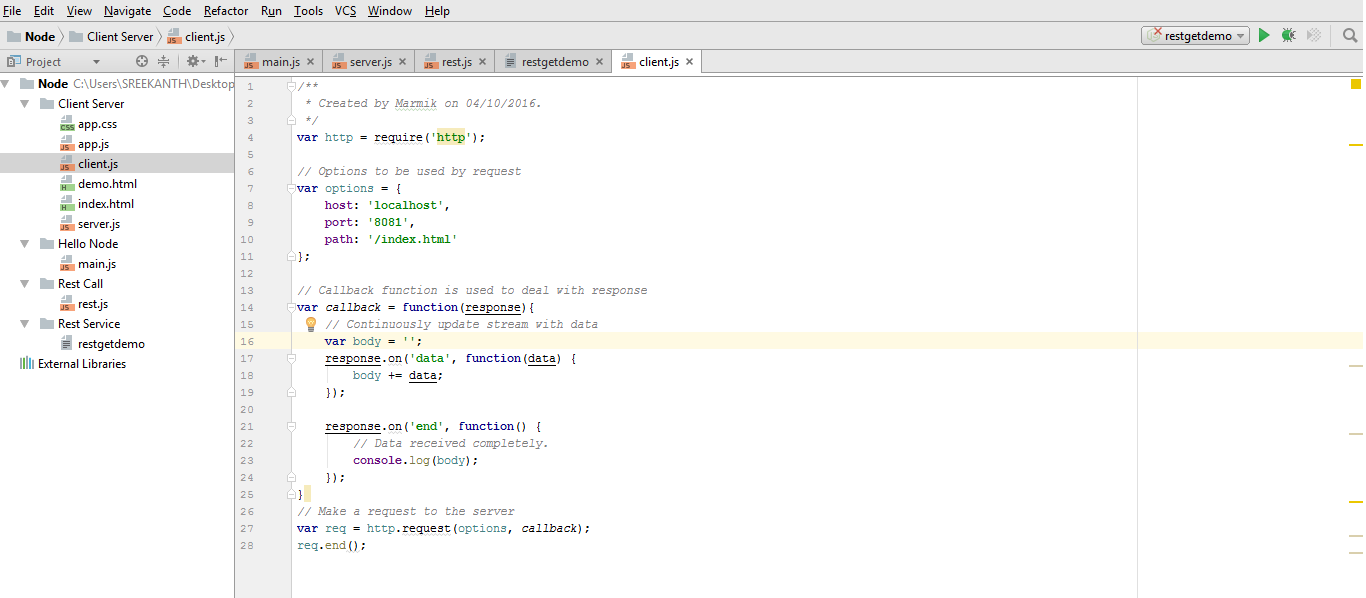 File Edit View Navigate Code Refactor Run Tools VCS Window Help
Node Client Server client.js restgetdemo
Project main.js server.js rest.js restgetdemo client.js
Node C:\Users\SREEKANTH\Desktop
Client Server
app.css
app.js
client.js
demo.html
index.html
server.js
Hello Node
main.js
Rest Call
rest.js
Rest Service
restgetdemo
External Libraries
1 /**
2 * Created by Marmik on 04/10/2016.
3 */
4 var http = require('http');
5
6 // Options to be used by request
7 var options = {
8 host: 'localhost',
9 port: '8081',
10 path: '/index.html'
11 };
12
13 // Callback function is used to deal with response
14 var callback = function(response){
15 // Continuously update stream with data
16 var body = '';
17 response.on('data', function(data) {
18 body += data;
19 });
20
21 response.on('end', function() {
22 // Data received completely.
23 console.log(body);
24 });
25 }
26 // Make a request to the server
27 var req = http.request(options, callback);
28 req.end();